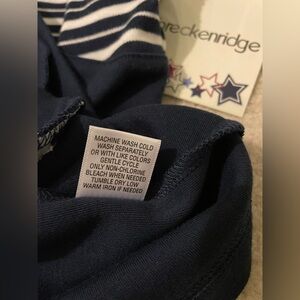 breckenridge
MACHINE WASH COLD
WASH SEPARATELY
OR WITH LIKE COLORS
GENTLE CYCLE
ONLY NON-CHLORINE
BLEACH WHEN NEEDED
TUMBLE DRY LOW
WARM IRON IF NEEDED